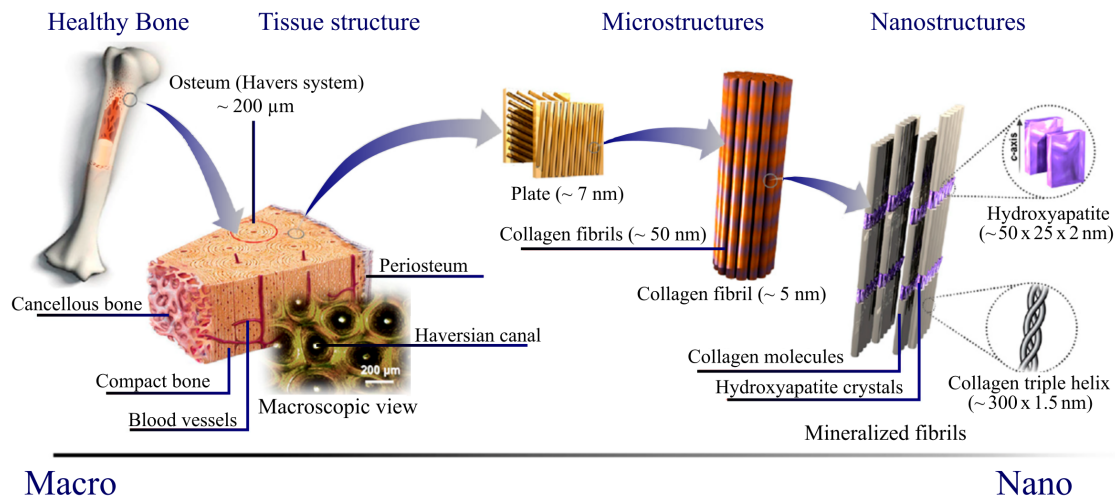 Healthy Bone
Tissue structure
Microstructures
Nanostructures
Osteum (Havers system)
~ 200 µm
Plate (~ 7 nm)
Collagen fibrils (~ 50 nm)
Collagen fibril (~ 5 nm)
c-axis
Hydroxyapatite
(~50 x 25 x 2 nm)
Periosteum
Cancellous bone
Haversian canal
200 µm
Compact bone
Blood vessels
Macroscopic view
Collagen molecules
Hydroxyapatite crystals
Collagen triple helix
(~ 300 x 1.5 nm)
Mineralized fibrils
Macro
Nano